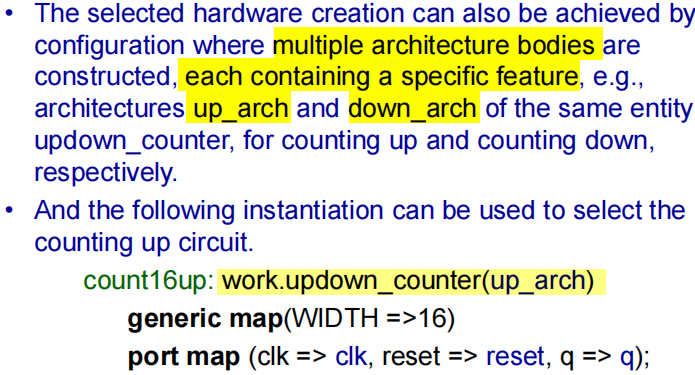 • The selected hardware creation can also be achieved by
configuration where multiple architecture bodies are
constructed, each containing a specific feature, e.g.,
architectures up_arch and down_arch of the same entity
updown_counter, for counting up and counting down,
respectively.
• And the following instantiation can be used to select the
counting up circuit.
count16up: work.updown_counter(up_arch)
generic map(WIDTH =>16)
port map (clk => clk, reset => reset, q => q);